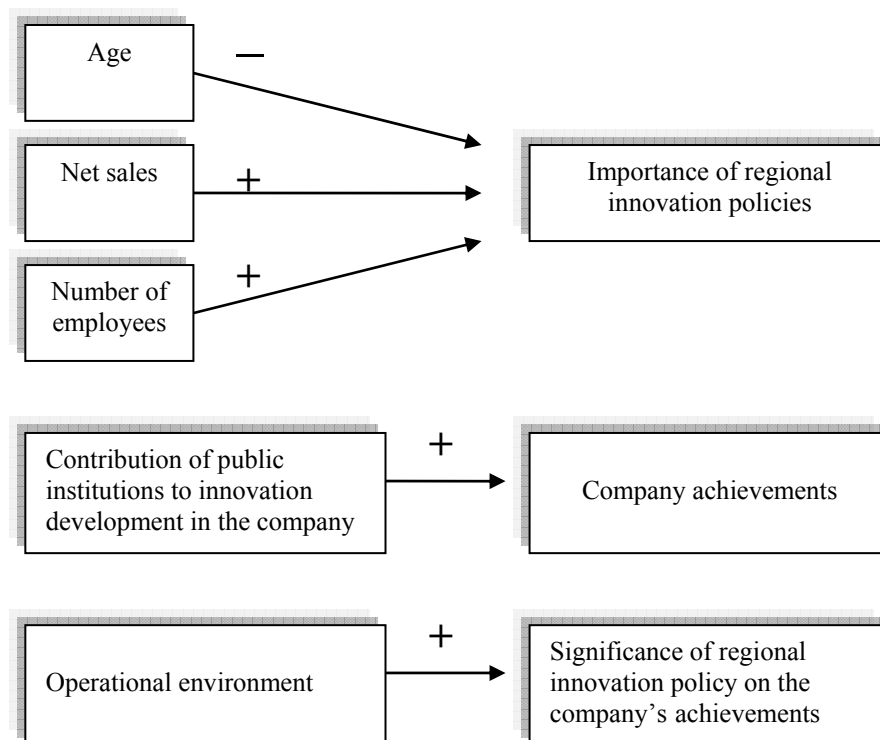 Age
–
Net sales
+
Number of
employees
+
Importance of regional
innovation policies
Contribution of public
institutions to innovation
development in the company
+
Company achievements
Operational environment
+
Significance of regional
innovation policy on the
company’s achievements